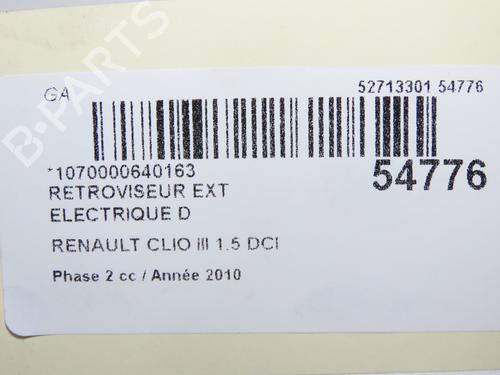 B-PARTS
GA
52713301 54776
*1070000640163
54776
RETROVISEUR EXT
ELECTRIQUE D
RENAULT CLIO III 1.5 DCI
Phase 2 cc / Année 2010